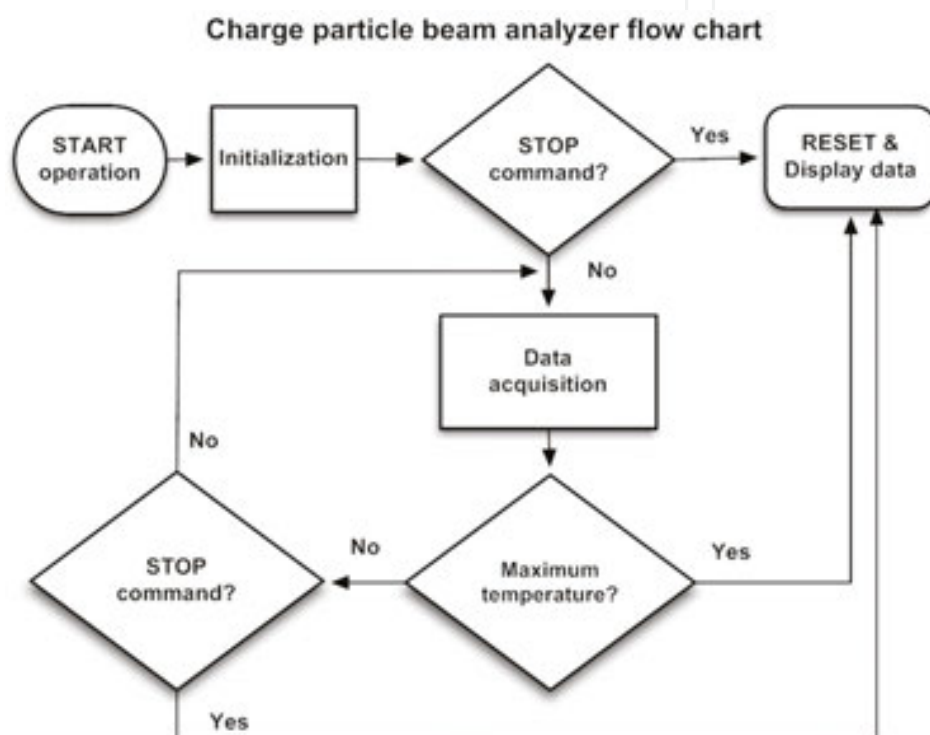 Charge particle beam analyzer flow chart
START
operation
Initialization
STOP
command?
Yes
RESET &
Display data
No
Data
acquisition
No
Maximum
temperature?
Yes
No
STOP
command?
Yes